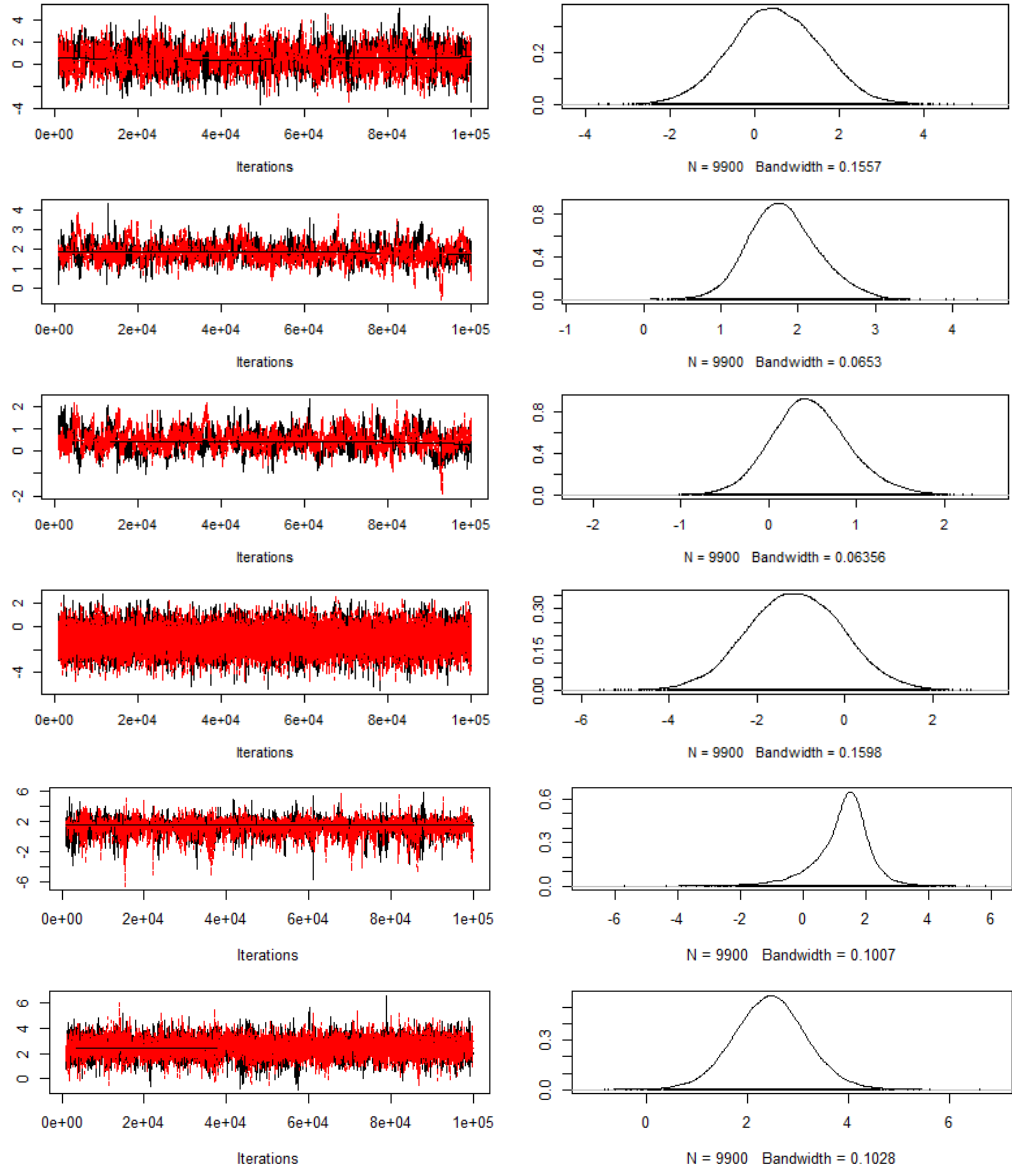 4
2
0
-4
0e+00 2e+04 4e+04 6e+04 8e+04 1e+05
Iterations
0.2
0.0
-4 -2 0 2 4
N = 9900 Bandwidth = 0.1557
4
3
2
1
0
0e+00 2e+04 4e+04 6e+04 8e+04 1e+05
Iterations
0.8
0.4
0.0
-1 0 1 2 3 4
N = 9900 Bandwidth = 0.0653
2
1
0
-2
0e+00 2e+04 4e+04 6e+04 8e+04 1e+05
Iterations
0.8
0.4
0.0
-2 -1 0 1 2
N = 9900 Bandwidth = 0.06356
2
0
-4
0e+00 2e+04 4e+04 6e+04 8e+04 1e+05
Iterations
0.30
0.15
0.00
-6 -4 -2 0 2
N = 9900 Bandwidth = 0.1598
6
2
-2
-6
0e+00 2e+04 4e+04 6e+04 8e+04 1e+05
Iterations
0.6
0.3
0.0
-6 -4 -2 0 2 4 6
N = 9900 Bandwidth = 0.1007
6
4
2
0
0e+00 2e+04 4e+04 6e+04 8e+04 1e+05
Iterations
0.3
0.0
0 2 4 6
N = 9900 Bandwidth = 0.1028